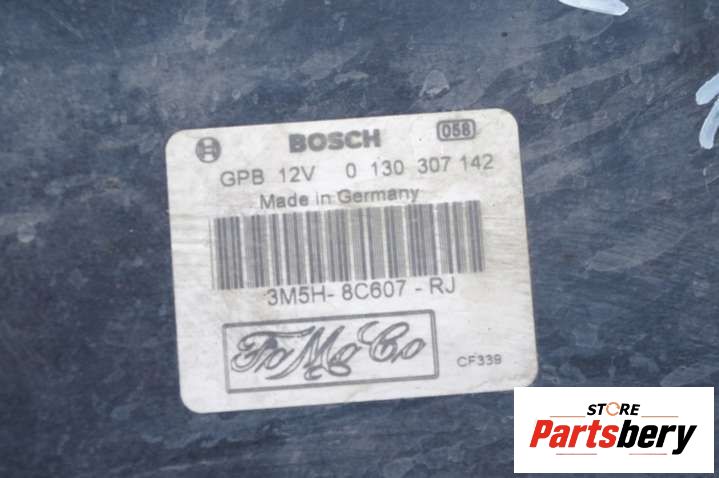 BOSCH 058
GPB 12V 0 130 307 142
Made in Germany
3M5H- 8C607 - RJ
FoMoCo
CF339
STORE
Partsbery